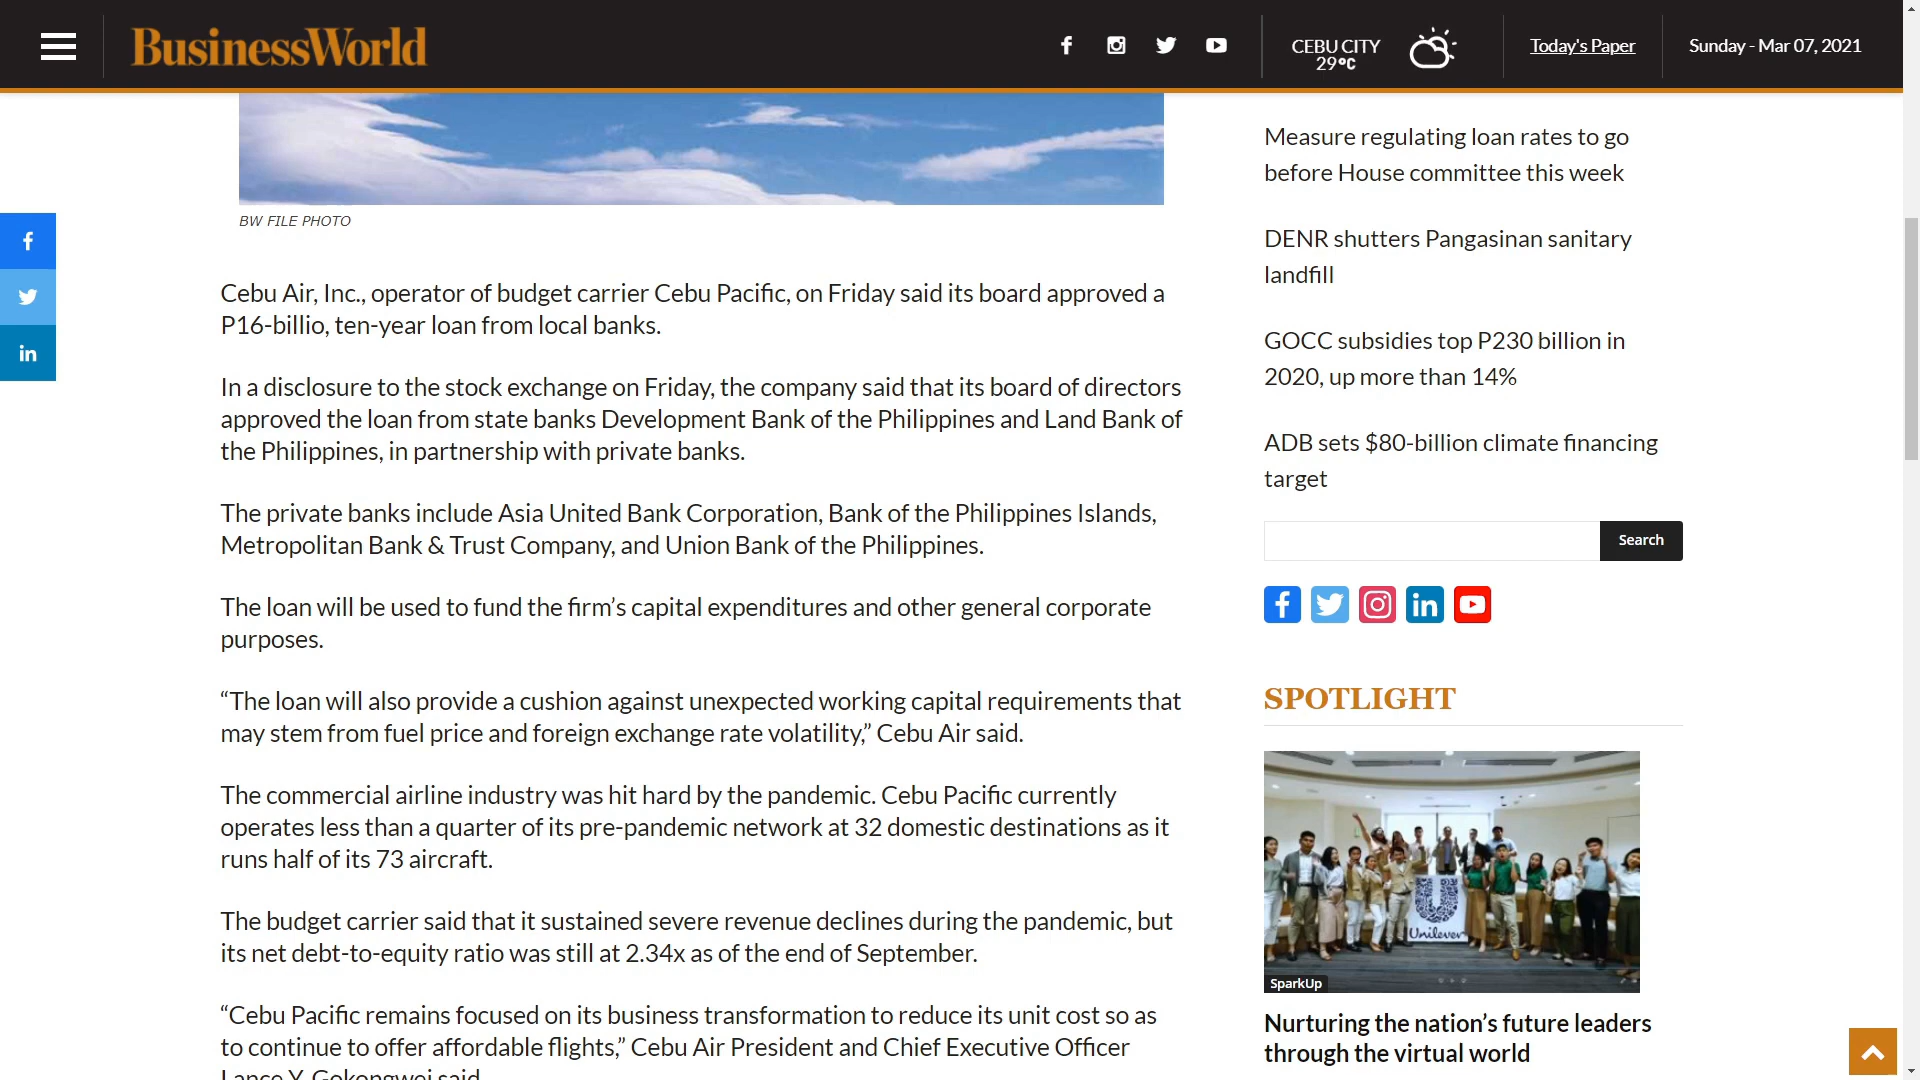 BusinessWorld
CEBU CITY
29°C
Today's Paper
Sunday - Mar 07, 2021
BW FILE PHOTO
Cebu Air, Inc., operator of budget carrier Cebu Pacific, on Friday said its board approved a
P16-billio, ten-year loan from local banks.
In a disclosure to the stock exchange on Friday, the company said that its board of directors
approved the loan from state banks Development Bank of the Philippines and Land Bank of
the Philippines, in partnership with private banks.
The private banks include Asia United Bank Corporation, Bank of the Philippines Islands,
Metropolitan Bank & Trust Company, and Union Bank of the Philippines.
The loan will be used to fund the firm’s capital expenditures and other general corporate
purposes.
“The loan will also provide a cushion against unexpected working capital requirements that
may stem from fuel price and foreign exchange rate volatility,” Cebu Air said.
The commercial airline industry was hit hard by the pandemic. Cebu Pacific currently
operates less than a quarter of its pre-pandemic network at 32 domestic destinations as it
runs half of its 73 aircraft.
The budget carrier said that it sustained severe revenue declines during the pandemic, but
its net debt-to-equity ratio was still at 2.34x as of the end of September.
“Cebu Pacific remains focused on its business transformation to reduce its unit cost so as
to continue to offer affordable flights,” Cebu Air President and Chief Executive Officer
Lance Y. Gokongwei said
Measure regulating loan rates to go
before House committee this week
DENR shutters Pangasinan sanitary
landfill
GOCC subsidies top P230 billion in
2020, up more than 14%
ADB sets $80-billion climate financing
target
Search
SPOTLIGHT
Unilever
SparkUp
Nurturing the nation’s future leaders
through the virtual world